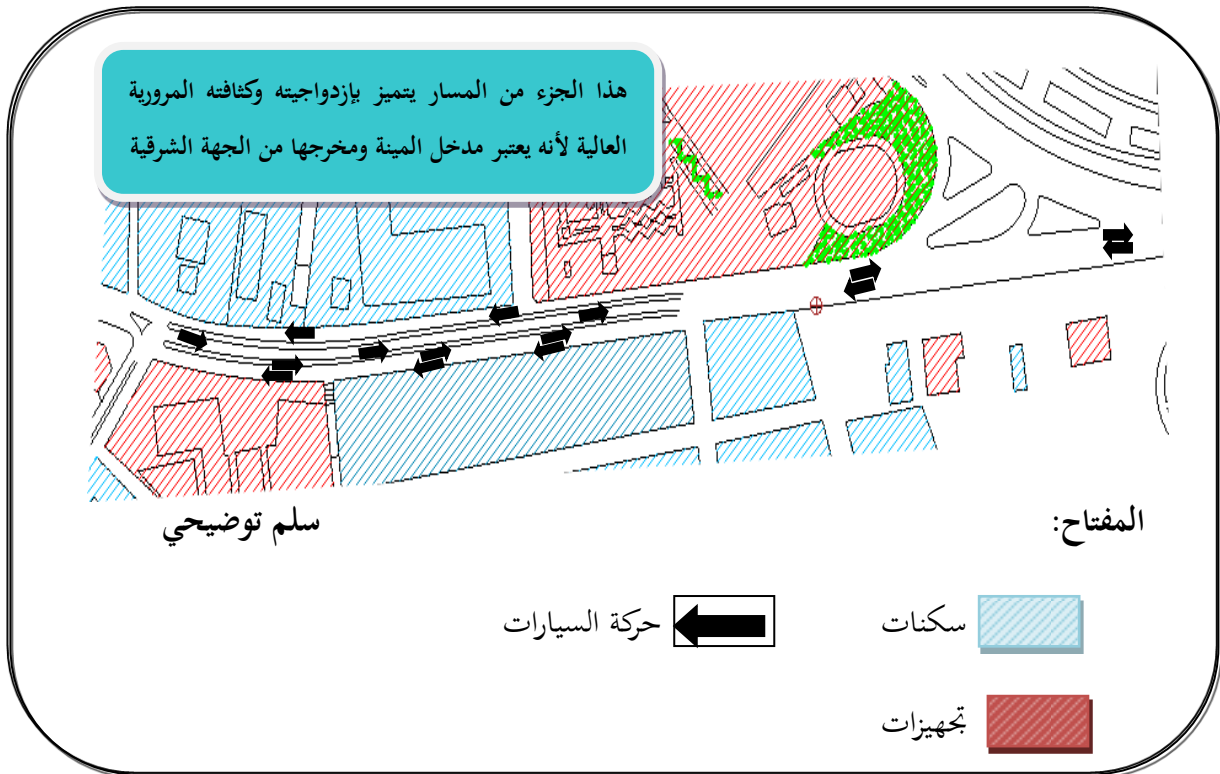 هذا الجزء من المسار يتميز بإزدواجيته وكثافته المرورية
العالية لأنه يعتبر مدخل المينة ومخرجها من الجهة الشرقية
المفتاح:
سلم توضيحي
سكنات
حركة السيارات
تجهيزات